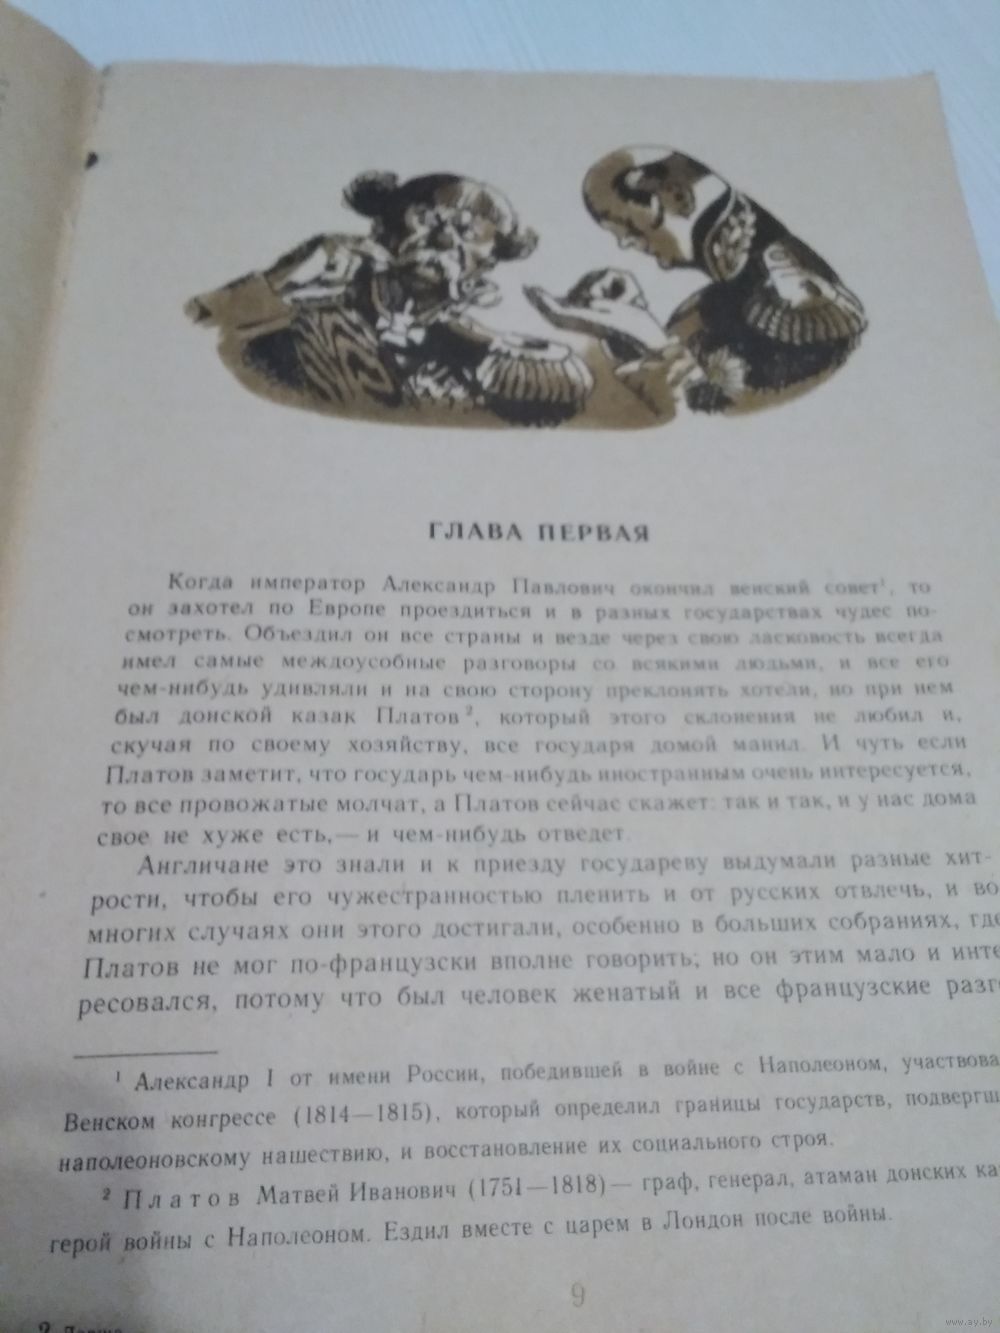 ГЛАВА ПЕРВАЯ
Когда император Александр Павлович окончил венский совет¹, то
он захотел по Европе проездиться и в разных государствах чудес по-
смотреть. Объездил он все страны и везде через свою ласковость всегда
имел самые междоусобные разговоры со всякими людьми, и все его
чем-нибудь удивляли и на свою сторону преклонять хотели, но при нем
был донской казак Платов², который этого склонения не любил и,
скучая по своему хозяйству, все государя домой манил. И чуть если
Платов заметит, что государь чем-нибудь иностранным очень интересуется,
то все провожатые молчат, а Платов сейчас скажет: так и так, и у нас дома
свое не хуже есть,— и чем-нибудь отведет.
Англичане это знали и к приезду государеву выдумали разные хит-
рости, чтобы его чужестранностью пленить и от русских отвлечь, и во
многих случаях они этого достигали, особенно в больших собраниях, где
Платов не мог по-французски вполне говорить; но он этим мало и инте
ресовался, потому что был человек женатый и все французские разг
¹ Александр I от имени России, победившей в войне с Наполеоном, участвова
Венском конгрессе (1814—1815), который определил границы государств, подвергш
наполеоновскому нашествию, и восстановление их социального строя.
² Платов Матвей Иванович (1751—1818)— граф, генерал, атаман донских ка
герой войны с Наполеоном. Ездил вместе с царем в Лондон после войны.
9
www.ay.by